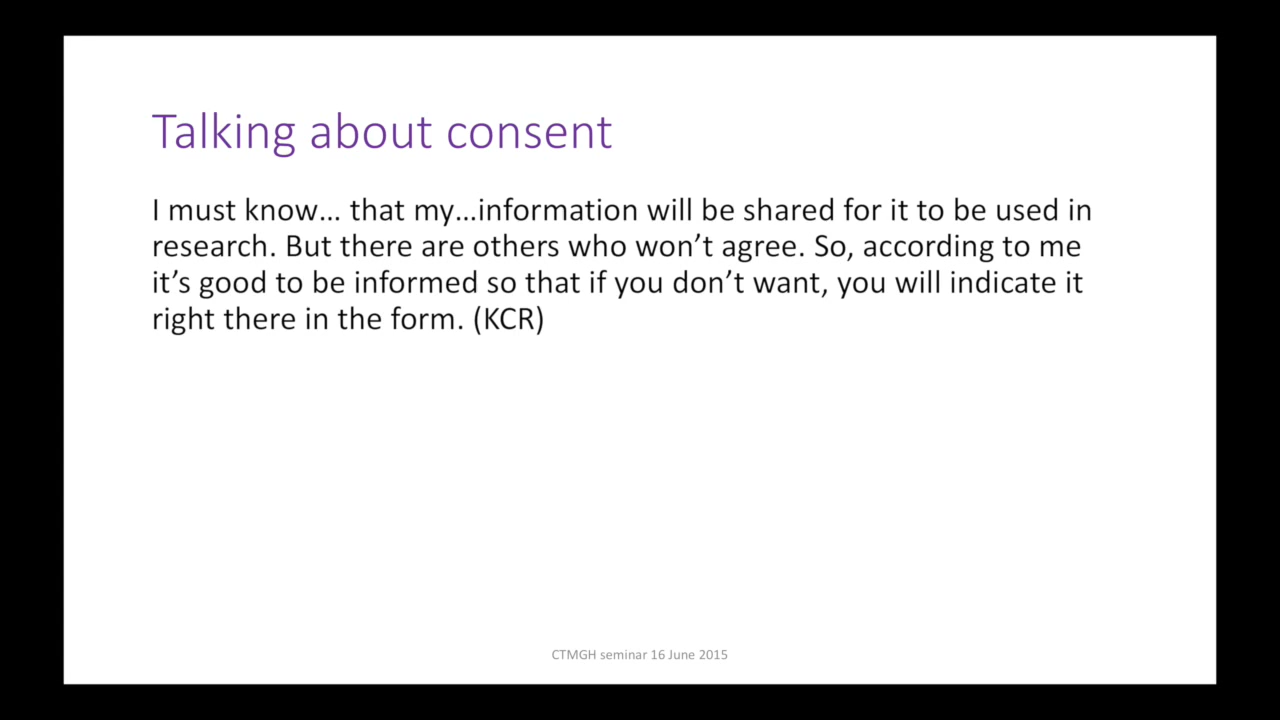 Talking about consent
I must know… that my…information will be shared for it to be used in
research. But there are others who won’t agree. So, according to me
it’s good to be informed so that if you don’t want, you will indicate it
right there in the form. (KCR)
CTMGH seminar 16 June 2015